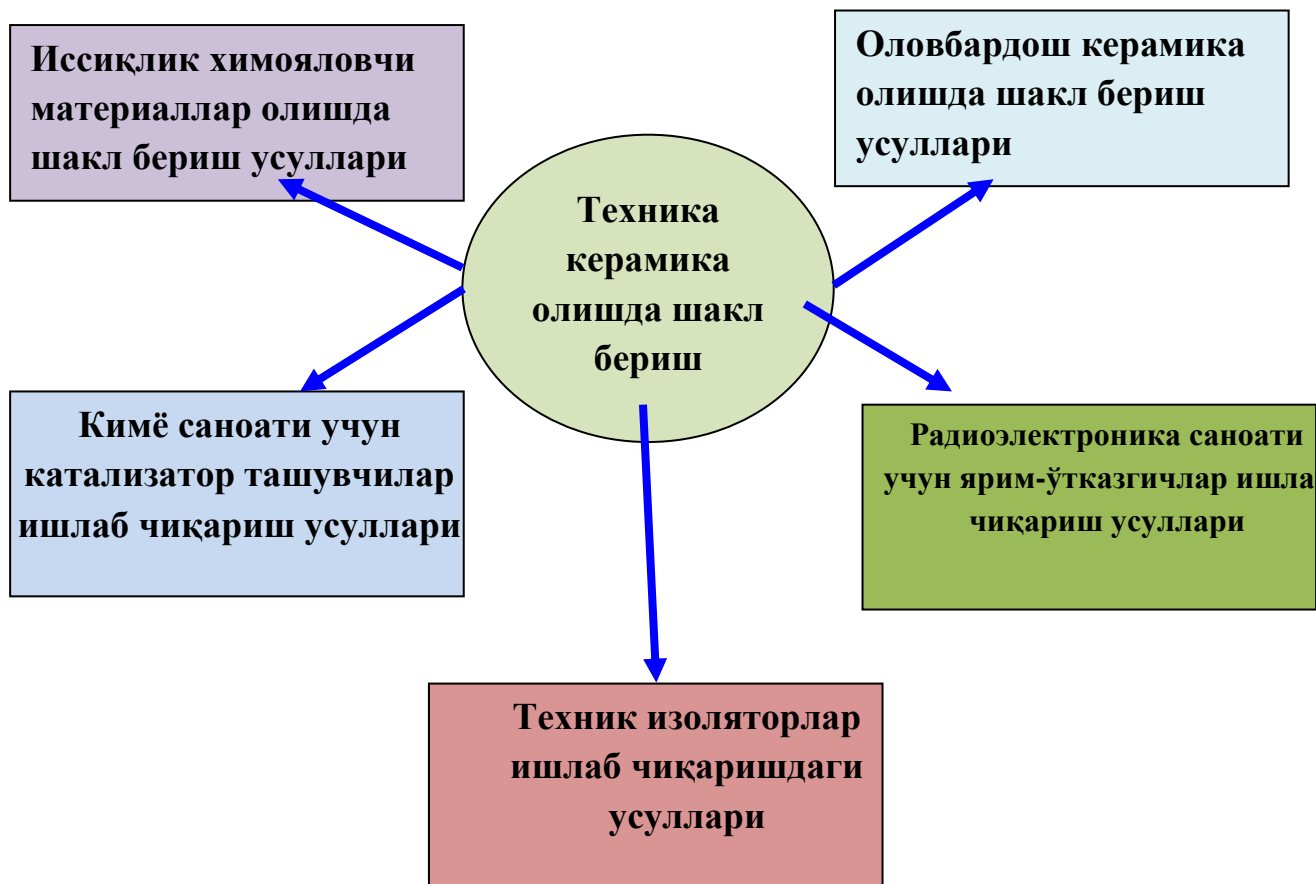 Иссиқлик химояловчи
материаллар олишда
шакл бериш усуллари
Оловбардош керамика
олишда шакл бериш
усуллари
Техника
керамика
олишда шакл
бериш
Кимё саноати учун
катализатор ташувчилар
ишлаб чиқариш усуллари
Радиоэлектроника саноати
учун ярим-ўтказгичлар ишла
чиқариш усуллари
Техник изоляторлар
ишлаб чиқаришдаги
усуллари